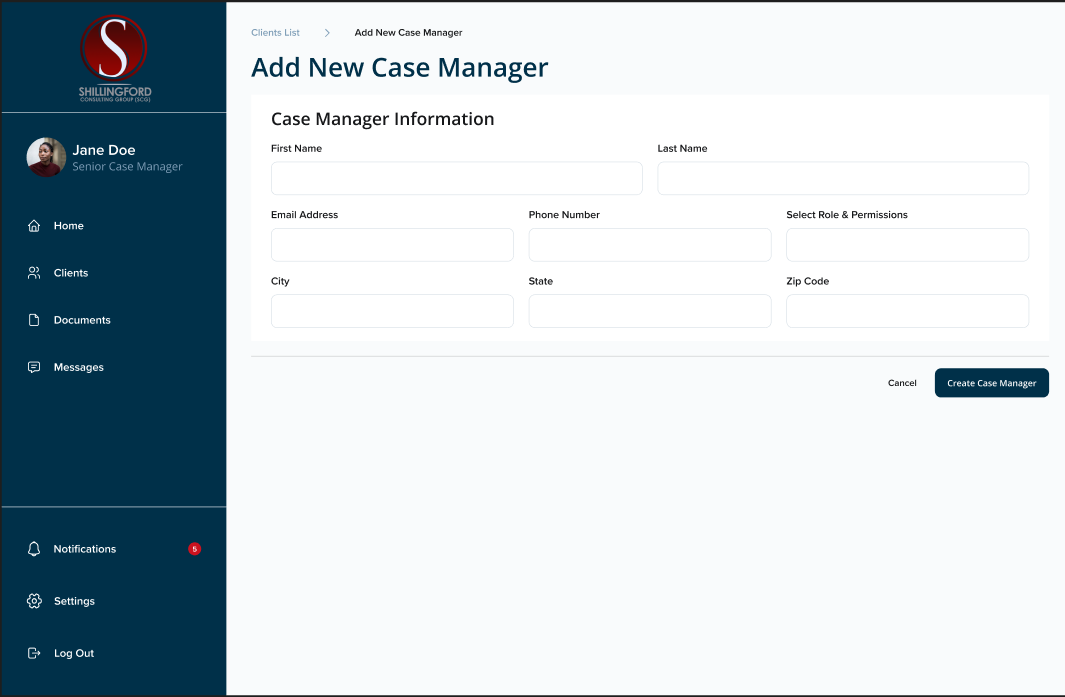 S
SHILLINGFORD
CONSULTING GROUP (SCG)
Jane Doe
Senior Case Manager
Home
Clients
Documents
Messages
Notifications 5
Settings
Log Out
Clients List > Add New Case Manager
Add New Case Manager
Case Manager Information
First Name Last Name
Email Address Phone Number Select Role & Permissions
City State Zip Code
Cancel Create Case Manager